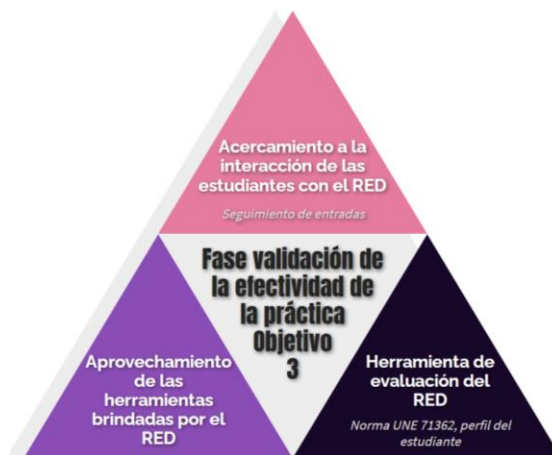 Acercamiento a la
interacción de las
estudiantes con el RED
Seguimiento de entradas
Fase validación de
la efectividad de
la práctica
Objetivo
3
Aprovechamiento
de las
herramientas
brindadas por el
RED
Herramienta de
evaluación del
RED
Norma UNE 71362, perfil del
estudiante